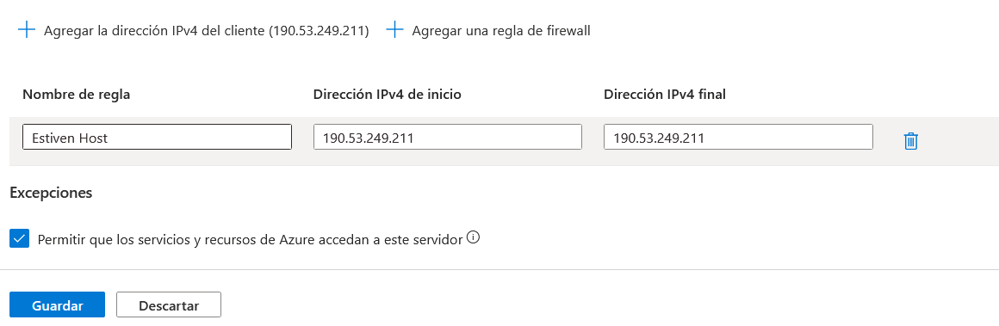 Agregar la dirección IPv4 del cliente (190.53.249.211) Agregar una regla de firewall
Nombre de regla Dirección IPv4 de inicio Dirección IPv4 final
Estiven Host 190.53.249.211 190.53.249.211
Excepciones
Permitir que los servicios y recursos de Azure accedan a este servidor
Guardar Descartar